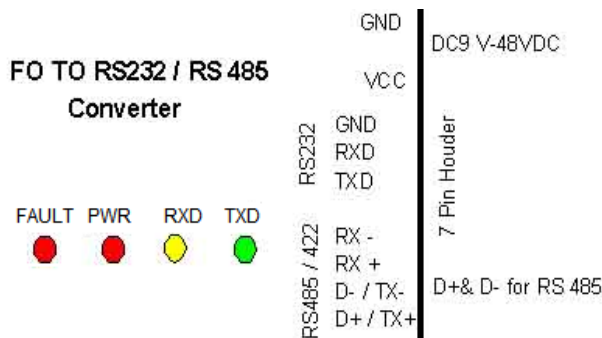 FO TO RS232 / RS 485
Converter
FAULT PWR RXD TXD
GND
VCC
DC9 V-48VDC
RS232
GND
RXD
TXD
7 Pin Houder
RS485 / 422
RX -
RX +
D- / TX-
D+ / TX+
D+& D- for RS 485